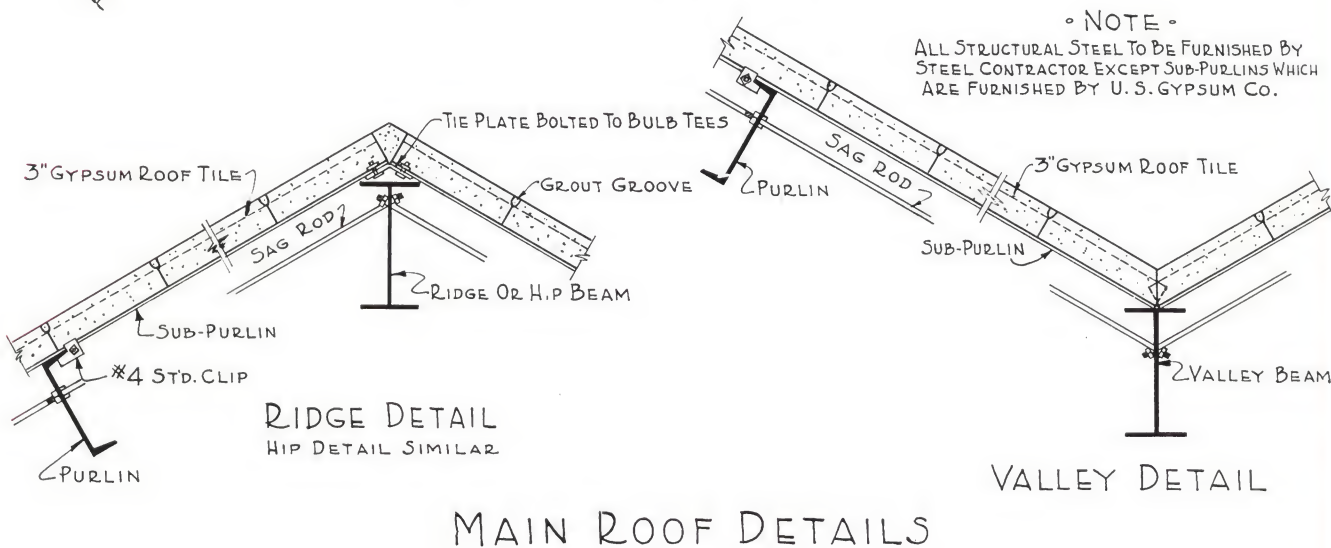 ◦ NOTE ◦
ALL STRUCTURAL STEEL TO BE FURNISHED BY
STEEL CONTRACTOR EXCEPT SUB-PURLINS WHICH
ARE FURNISHED BY U. S. GYPSUM CO.
TIE PLATE BOLTED TO BULB TEES
3" GYPSUM ROOF TILE
GROUT GROOVE
SAG ROD
RIDGE OR HIP BEAM
SUB-PURLIN
#4 STD. CLIP
PURLIN
RIDGE DETAIL
HIP DETAIL SIMILAR
PURLIN
SAG ROD
3" GYPSUM ROOF TILE
SUB-PURLIN
VALLEY BEAM
VALLEY DETAIL
MAIN ROOF DETAILS